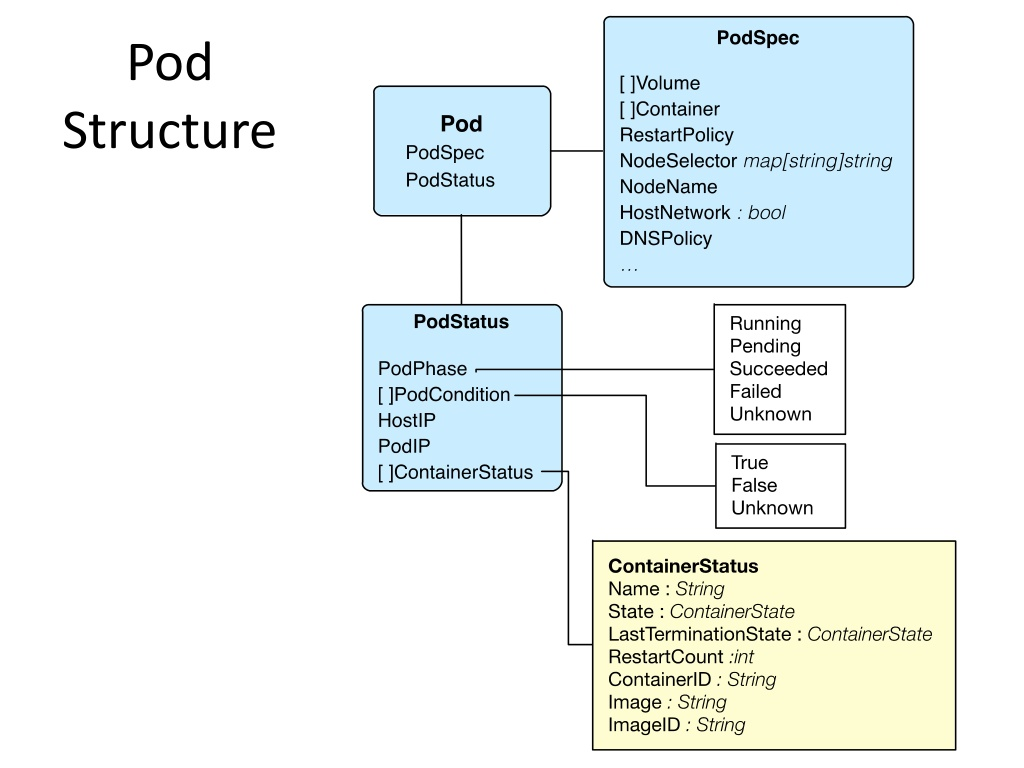 Pod
Structure
Pod
PodSpec
PodStatus
PodSpec
[ ]Volume
[ ]Container
RestartPolicy
NodeSelector map[string]string
NodeName
HostNetwork : bool
DNSPolicy
...
PodStatus
PodPhase
[ ]PodCondition
HostIP
PodIP
[ ]ContainerStatus
Running
Pending
Succeeded
Failed
Unknown
True
False
Unknown
ContainerStatus
Name : String
State : ContainerState
LastTerminationState : ContainerState
RestartCount :int
ContainerID : String
Image : String
ImageID : String